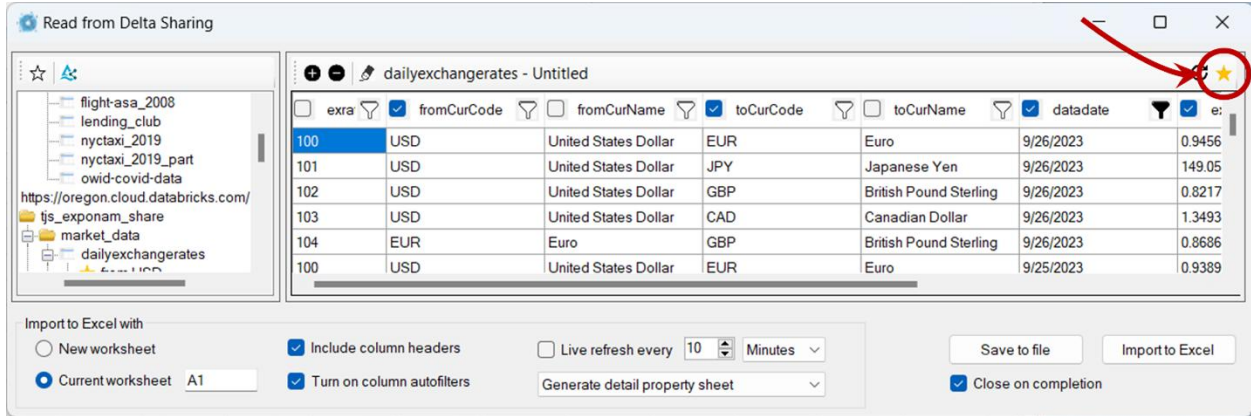 Read from Delta Sharing
dailyexchangerates - Untitled
flight-asa_2008
lending_club
nyctaxi_2019
nyctaxi_2019_part
owid-covid-data
https://oregon.cloud.databricks.com/
tjs_exponam_share
market_data
dailyexchangerates
from USD
exra fromCurCode fromCurName toCurCode toCurName datadate e
100 USD United States Dollar EUR Euro 9/26/2023 0.9456
101 USD United States Dollar JPY Japanese Yen 9/26/2023 149.05
102 USD United States Dollar GBP British Pound Sterling 9/26/2023 0.8217
103 USD United States Dollar CAD Canadian Dollar 9/26/2023 1.3493
104 EUR Euro GBP British Pound Sterling 9/26/2023 0.8686
100 USD United States Dollar EUR Euro 9/25/2023 0.9389
Import to Excel with
New worksheet Include column headers Live refresh every 10 Minutes Save to file Import to Excel
Current worksheet A1 Turn on column autofilters Generate detail property sheet Close on completion